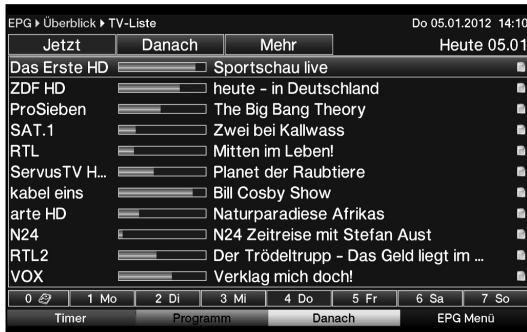 EPG ▸ Überblick ▸ TV-Liste Do 05.01.2012 14:10
Jetzt Danach Mehr Heute 05.01
Das Erste HD Sportschau live
ZDF HD heute - in Deutschland
ProSieben The Big Bang Theory
SAT.1 Zwei bei Kallwass
RTL Mitten im Leben!
ServusTV H... Planet der Raubtiere
kabel eins Bill Cosby Show
arte HD Naturparadiese Afrikas
N24 N24 Zeitreise mit Stefan Aust
RTL2 Der Trödeltrupp - Das Geld liegt im ...
VOX Verklag mich doch!
0 1 Mo 2 Di 3 Mi 4 Do 5 Fr 6 Sa 7 So
Timer Programm Danach EPG Menü